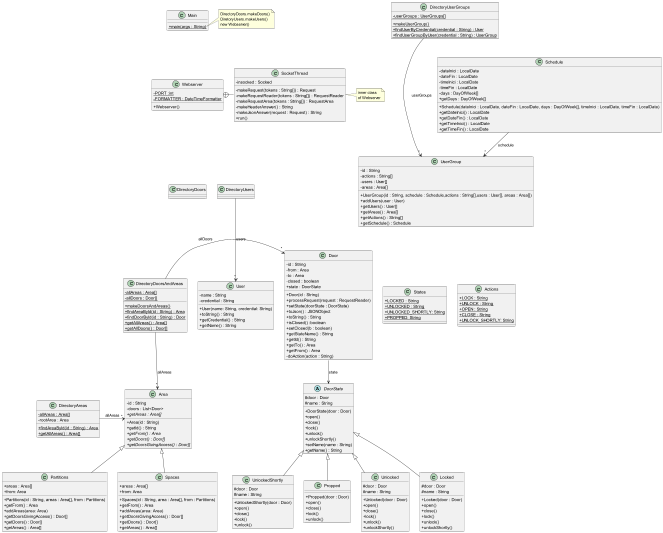 DirectoryUserGroups
-userGroups : UserGroups[]
+makeUserGroup()
+findUserByCredential(credential : String) : User
+findUserGroupByUser(credential : String) : UserGroup
Main
+main(args : String)
DirectoryDoors.makeDoors()
new Webserver()
Schedule
-dateInit : LocalDate
-dateFin : LocalDate
-timeInit : LocalDate
-timeFin : LocalDate
-days : DayOfWeek[]
+getDays : DayOfWeek[]
+Schedule(dateInit : LocalDate, dateFin : LocalDate, days : DayOfWeek[], timeInit : LocalDate, timeFin : LocalDate)
+getDateInit() : LocalDate
+getDateFin() : LocalDate
+getTimeInit() : LocalDate
+getTimeFin() : LocalDate
Webserver
-PORT :int
-FORMATTER : DateTimeFormatter
+Webserver()
SocketThread
-makeRequest(tokens : String[]) : Request
-makeRequestReader(tokens : String[]) : RequestReader
-makeRequestArea(tokens : String[]) : RequestArea
-makeHeaderAnswer() : String
-makeJsonAnswer(request : Request) : String
+run()
inner class
of Webserver
userGroups
schedule
UserGroup
-id : String
-actions : String[]
-users : User[]
-areas : Area[]
+UserGroup(id : String, schedule : Schedule,actions : String[],users : User[], areas : Area[])
+addUsers(user : User)
+getUsers() : User[]
+getAreas() : Area[]
+getActions() : String[]
+getSchedule() : Schedule
DirectoryDoors
DirectoryUsers
allDoors
users
DirectoryDoorsAndAreas
-allAreas : Area[]
-allDoors : Door[]
+makeDoorsAndAreas()
+findAreaById(id : String) : Area
+findDoorById(id : String) : Door
+getAllAreas() : Area[]
+getAllDoors() : Door[]
User
-name : String
-credential : String
+User(name : String, credential :String)
+toString() : String
+getCredential() : String
+getName() : String
Door
-id : String
-from : Area
-to : Area
-closed : boolean
+state : DoorState
+Door(id : String)
+processRequest(request : RequestReader)
+setState(doorState : DoorState)
+toJson() : JSONObject
+toString() : String
+isClosed() : boolean
+setClosed(b : boolean)
+getStateName() : String
+getId() : String
+getTo() : Area
+getFrom() : Area
-doAction(action : String)
States
+LOCKED : String
+UNLOCKED : String
+UNLOCKED_SHORTLY: String
+PROPPED: String
Actions
+LOCK : String
+UNLOCK : String
+OPEN : String
+CLOSE : String
+UNLOCK_SHORTLY: String
allAreas
state
Area
-id : String
-doors : List<Door>
+getAreas : Area[]
+Area(id : String)
+getId() : String
+getFrom() : Area
+getDoors() : Door[]
+getDoorsGivingAccess() : Door[]
DirectoryAreas
-allAreas : Area[]
-rootArea : Area
+findAreaById(id : String) : Area
+getAllAreas() : Area[]
allAreas
DoorState
#door : Door
#name : String
+DoorState(door : Door)
+open()
+close()
+lock()
+unlock()
+unlockShortly()
+setName(name : String)
+getName() : String
Partitions
+areas : Area[]
+from: Area
+Partitions(id : String, areas : Area[], from : Partitions)
+getFrom() : Area
+addAreas(area: Area)
+getDoorsGivingAccess() : Door[]
+getDoors() : Door[]
+getAreas() : Area[]
Spaces
+areas : Area[]
+from: Area
+Spaces(id : String, area : Area[], from : Partitions)
+getFrom() : Area
+addAreas(area: Area)
+getDoorsGivingAccess() : Door[]
+getDoors() : Door[]
+getAreas() : Area[]
UnlockedShortly
#door : Door
#name : String
+UnlockedShortly(door : Door)
+open()
+close()
+lock()
+unlock()
Propped
+Propped(door : Door)
+open()
+close()
+lock()
+unlock()
Unlocked
#door : Door
#name : String
+Unlocked(door : Door)
+open()
+close()
+lock()
+unlock()
+unlockShortly()
Locked
#door : Door
#name : String
+Locked(door : Door)
+open()
+close()
+lock()
+unlock()
+unlockShortly()